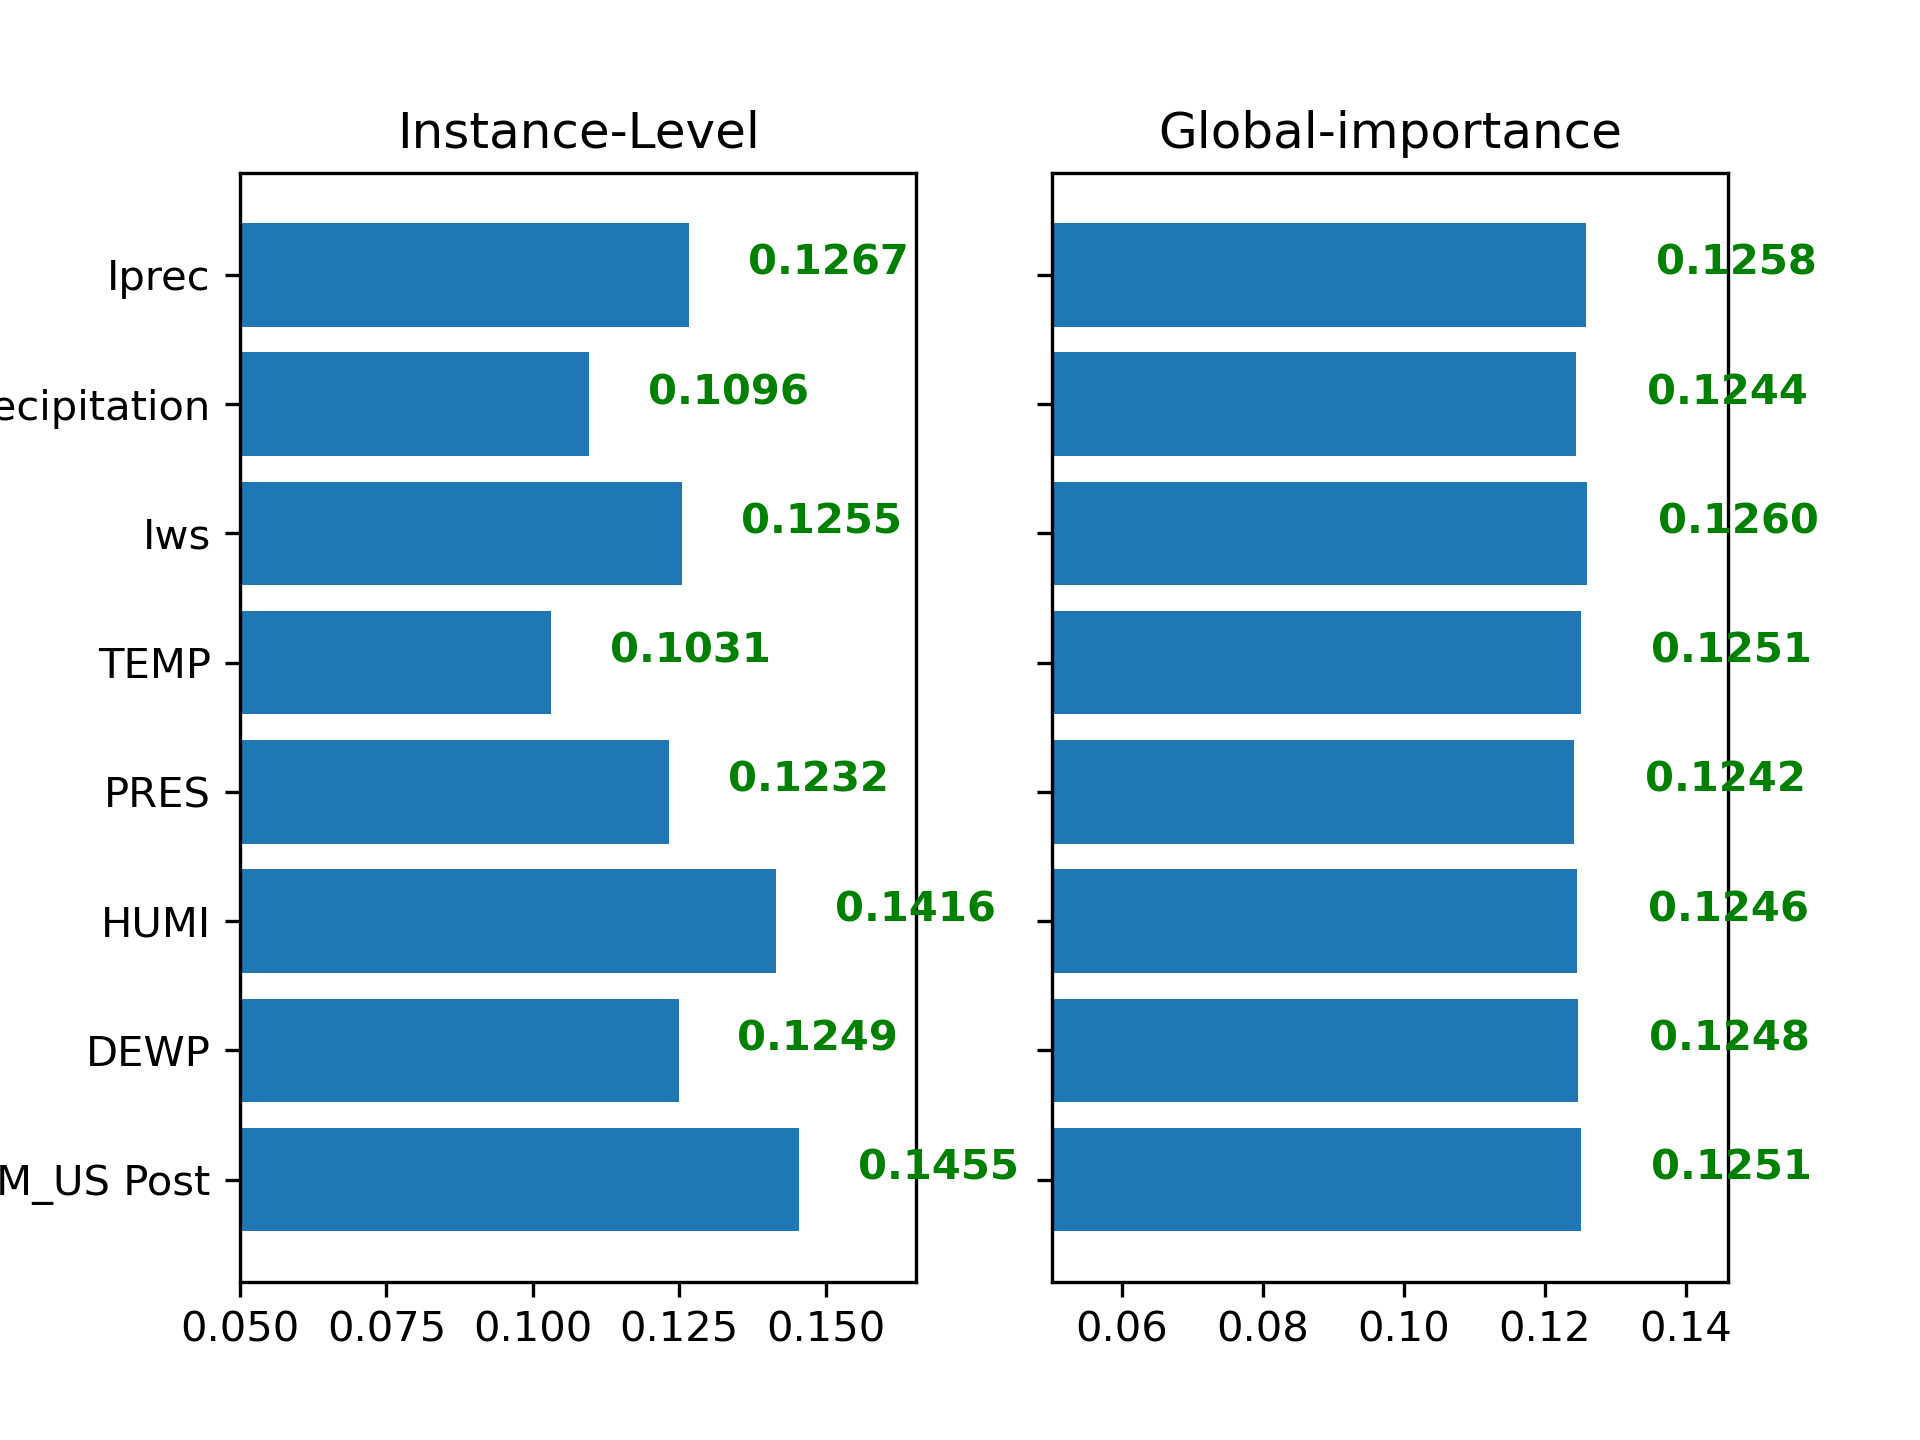 Instance-Level
Global-importance
Iprec
0.1267
0.1258
ecipitation
0.1096
0.1244
Iws
0.1255
0.1260
TEMP
0.1031
0.1251
PRES
0.1232
0.1242
HUMI
0.1416
0.1246
DEWP
0.1249
0.1248
M_US Post
0.1455
0.1251
0.050 0.075 0.100 0.125 0.150
0.06 0.08 0.10 0.12 0.14